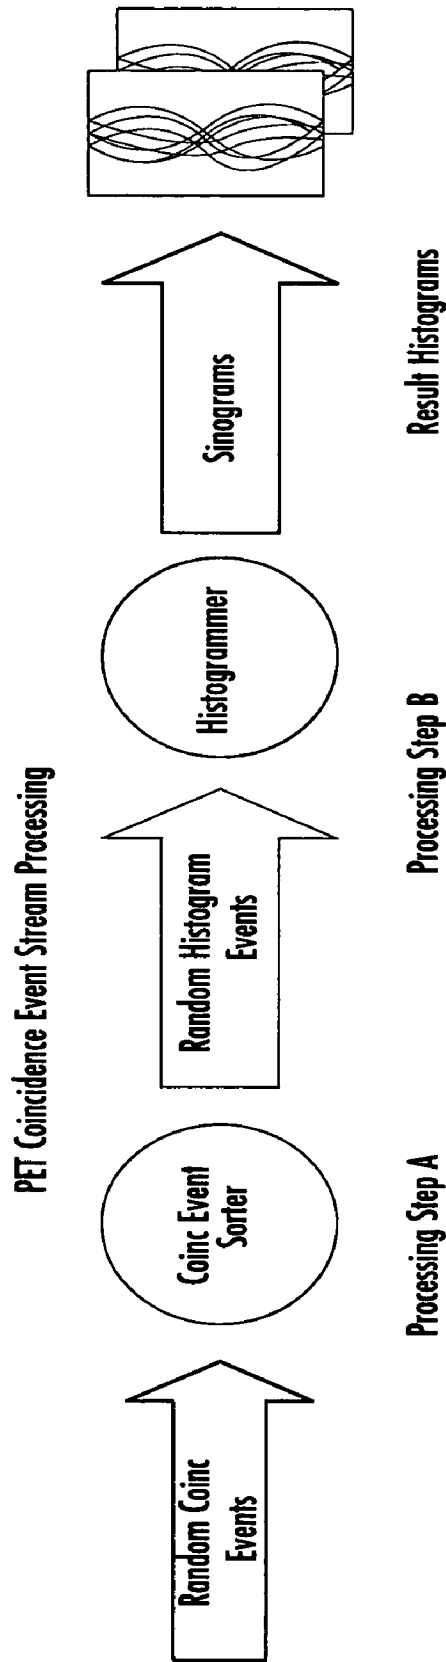 PET Coincidence Event Stream Processing
Random Coinc
Events
Coinc Event
Sorter
Random Histogram
Events
Histogrammer
Sinograms
Processing Step A
Processing Step B
Result Histograms